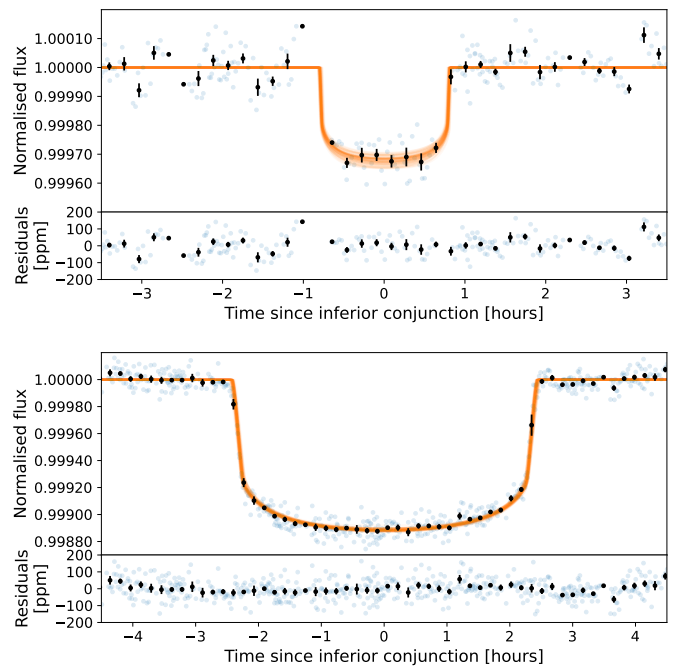 1.00010
1.00000
0.99990
0.99980
0.99970
0.99960
Normalised flux
200
100
0
−100
−200
Residuals
[ppm]
−3 −2 −1 0 1 2 3
Time since inferior conjunction [hours]
1.00000
0.99980
0.99960
0.99940
0.99920
0.99900
0.99880
Normalised flux
200
100
0
−100
−200
Residuals
[ppm]
−4 −3 −2 −1 0 1 2 3 4
Time since inferior conjunction [hours]